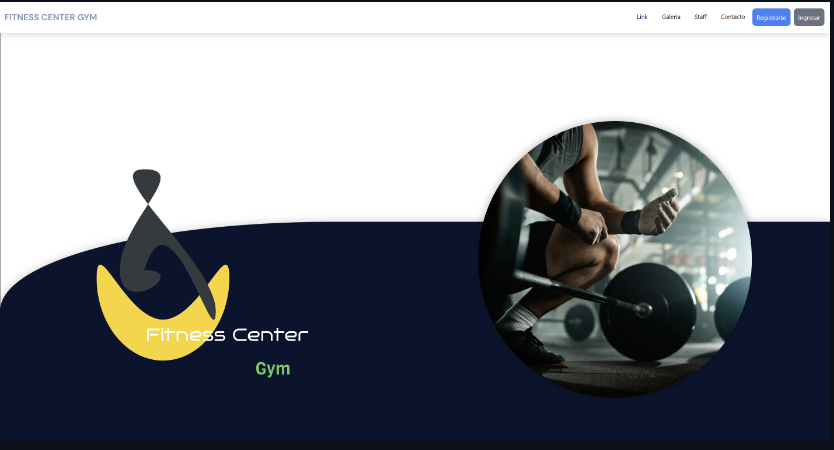 FITNESS CENTER GYM
Link Galeria Staff Contacto Registrarse Ingresar
Fitness Center
Gym